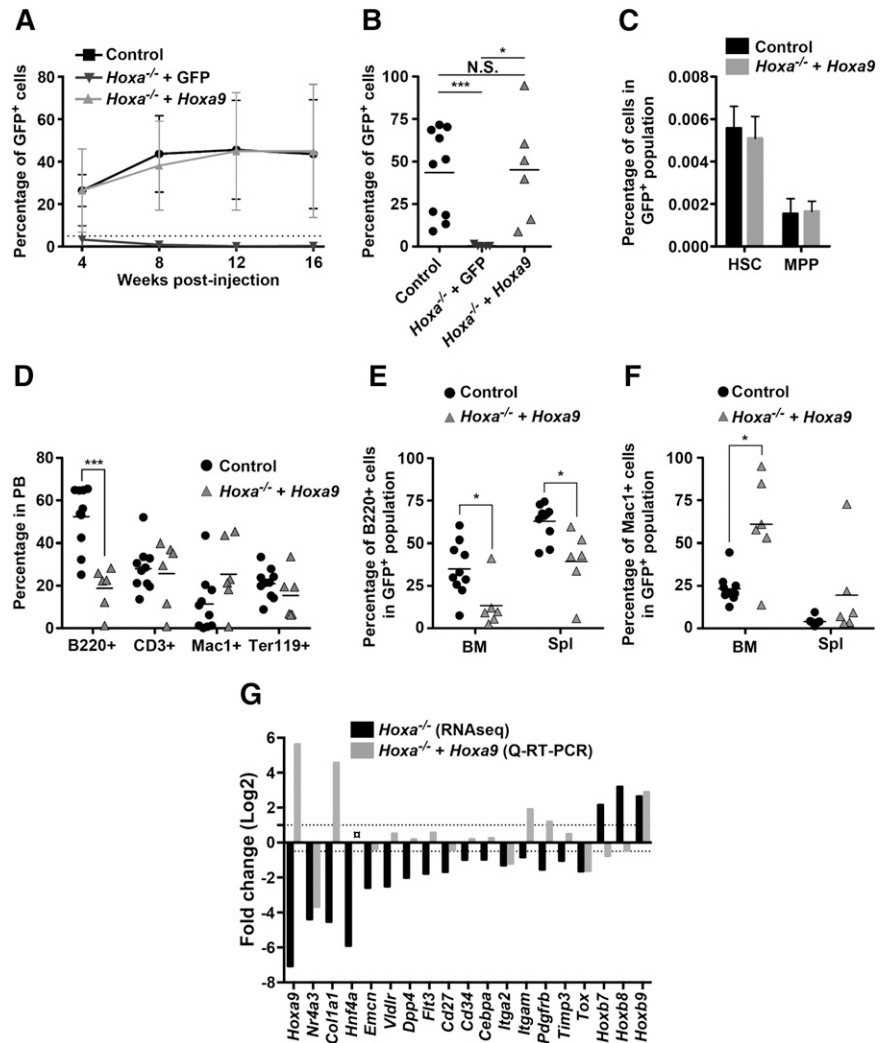 A
Control
Hoxa-/- + GFP
Hoxa-/- + Hoxa9
Percentage of GFP+ cells
80
60
40
20
0
4 8 12 16
Weeks post-injection
B
*
N.S.
***
Percentage of GFP+ cells
100
75
50
25
0
Control
Hoxa-/- + GFP
Hoxa-/- + Hoxa9
C
Control
Hoxa-/- + Hoxa9
Percentage of cells in
GFP+ population
0.008
0.006
0.004
0.002
0.000
HSC MPP
D
Control
Hoxa-/- + Hoxa9
***
Percentage in PB
80
60
40
20
0
B220+ CD3+ Mac1+ Ter119+
E
Control
Hoxa-/- + Hoxa9
* *
Percentage of B220+ cells
in GFP+ population
100
75
50
25
0
BM Spl
F
Control
Hoxa-/- + Hoxa9
*
Percentage of Mac1+ cells
in GFP+ population
100
75
50
25
0
BM Spl
G
Hoxa-/- (RNAseq)
Hoxa-/- + Hoxa9 (Q-RT-PCR)
Fold change (Log2)
6
4
2
0
-2
-4
-6
-8
¤
Hoxa9
Nr4a3
Col1a1
Hnf4a
Emcn
Vldlr
Dpp4
Flt3
Cd27
Cd34
Cebpa
Itga2
Itgam
Pdgfrb
Timp3
Tox
Hoxb7
Hoxb8
Hoxb9